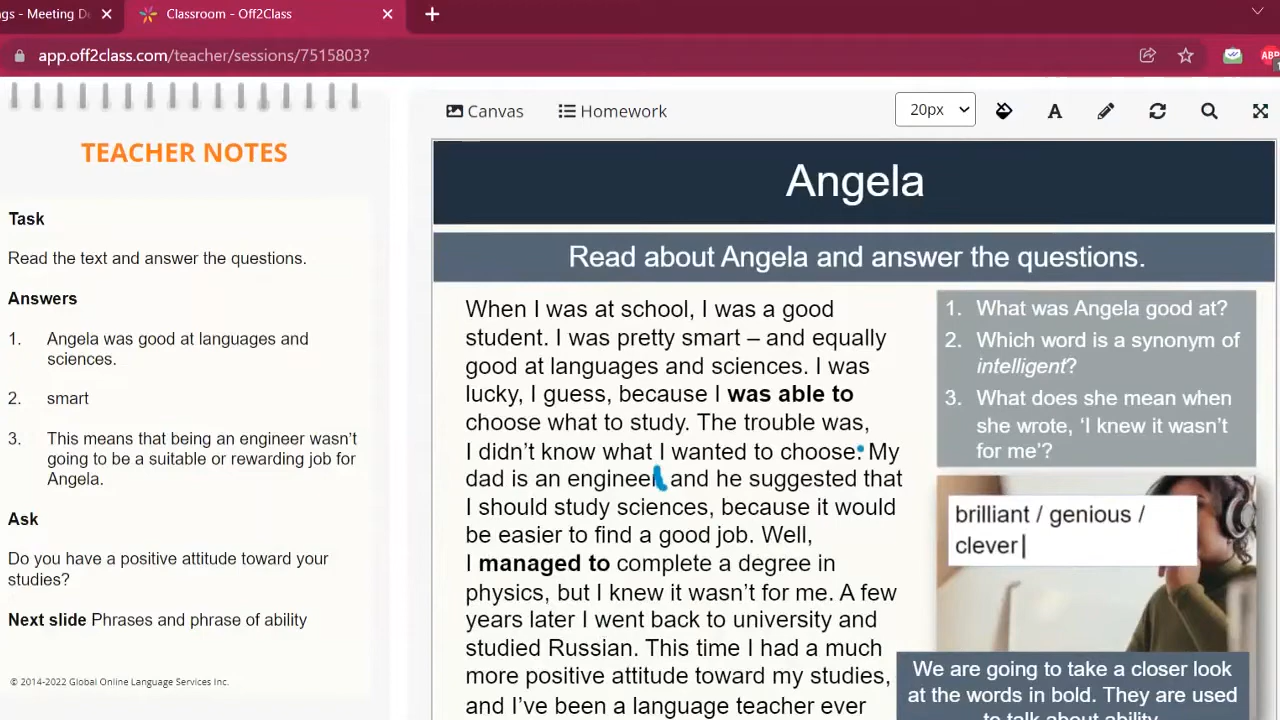 gs - Meeting D
Classroom - Off2Class
app.off2class.com/teacher/sessions/7515803?
ABP
TEACHER NOTES
Task
Read the text and answer the questions.
Answers
1. Angela was good at languages and
sciences.
2. smart
3. This means that being an engineer wasn't
going to be a suitable or rewarding job for
Angela.
Ask
Do you have a positive attitude toward your
studies?
Next slide Phrases and phrase of ability
© 2014-2022 Global Online Language Services Inc.
Canvas
Homework
20px
A
Angela
Read about Angela and answer the questions.
When I was at school, I was a good
student. I was pretty smart – and equally
good at languages and sciences. I was
lucky, I guess, because I was able to
choose what to study. The trouble was,
I didn't know what I wanted to choose. My
dad is an engineer, and he suggested that
I should study sciences, because it would
be easier to find a good job. Well,
I managed to complete a degree in
physics, but I knew it wasn't for me. A few
years later I went back to university and
studied Russian. This time I had a much
more positive attitude toward my studies,
and I've been a language teacher ever
1. What was Angela good at?
2. Which word is a synonym of
intelligent?
3. What does she mean when
she wrote, 'I knew it wasn't
for me'?
brilliant / genious /
clever
We are going to take a closer look
at the words in bold. They are used
to talk about ability